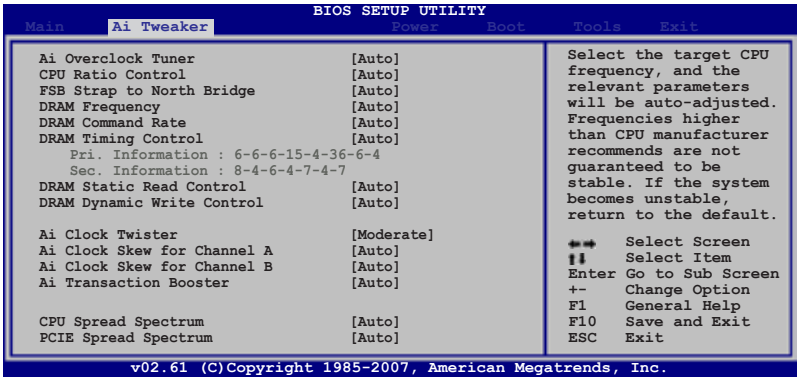 BIOS SETUP UTILITY
Main Ai Tweaker Power Boot Tools Exit
Ai Overclock Tuner [Auto]
CPU Ratio Control [Auto]
FSB Strap to North Bridge [Auto]
DRAM Frequency [Auto]
DRAM Command Rate [Auto]
DRAM Timing Control [Auto]
Pri. Information : 6-6-6-15-4-36-6-4
Sec. Information : 8-4-6-4-7-4-7
DRAM Static Read Control [Auto]
DRAM Dynamic Write Control [Auto]
Ai Clock Twister [Moderate]
Ai Clock Skew for Channel A [Auto]
Ai Clock Skew for Channel B [Auto]
Ai Transaction Booster [Auto]
CPU Spread Spectrum [Auto]
PCIE Spread Spectrum [Auto]
Select the target CPU
frequency, and the
relevant parameters
will be auto-adjusted.
Frequencies higher
than CPU manufacturer
recommends are not
guaranteed to be
stable. If the system
becomes unstable,
return to the default.
←→ Select Screen
↑↓ Select Item
Enter Go to Sub Screen
+- Change Option
F1 General Help
F10 Save and Exit
ESC Exit
v02.61 (C)Copyright 1985-2007, American Megatrends, Inc.